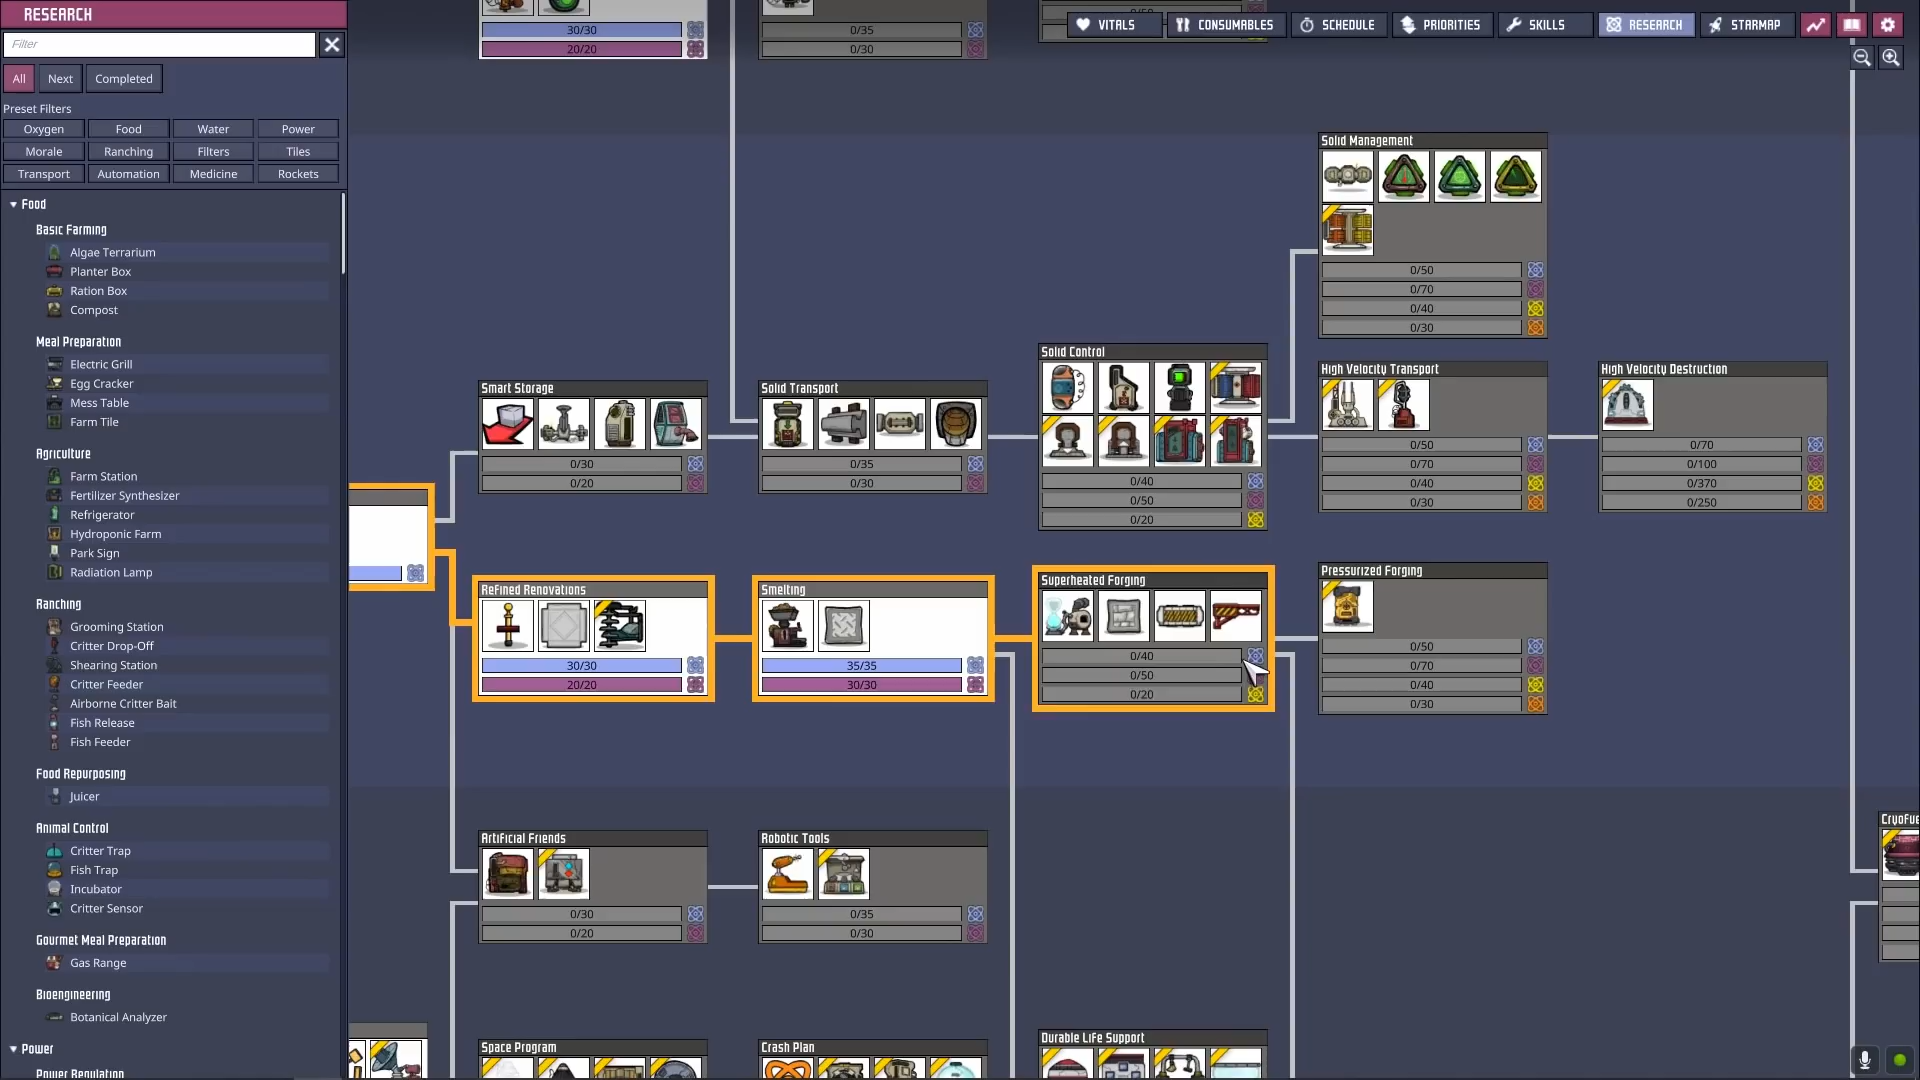 RESEARCH
Filter
All Next Completed
Preset Filters
Oxygen Food Water Power
Morale Ranching Filters Tiles
Transport Automation Medicine Rockets
Food
Basic Farming
Algae Terrarium
Planter Box
Ration Box
Compost
Meal Preparation
Electric Grill
Egg Cracker
Mess Table
Farm Tile
Agriculture
Farm Station
Fertilizer Synthesizer
Refrigerator
Hydroponic Farm
Park Sign
Radiation Lamp
Ranching
Grooming Station
Critter Drop-Off
Shearing Station
Critter Feeder
Airborne Critter Bait
Fish Release
Fish Feeder
Food Repurposing
Juicer
Animal Control
Critter Trap
Fish Trap
Incubator
Critter Sensor
Gourmet Meal Preparation
Gas Range
Bioengineering
Botanical Analyzer
Power
Power Regulation
VITALS CONSUMABLES SCHEDULE PRIORITIES SKILLS RESEARCH STARMAP
30/30
20/20
0/35
0/30
Solid Management
0/50
0/70
0/40
0/30
Smart Storage
0/30
0/20
Solid Transport
0/35
0/30
Solid Control
0/40
0/50
0/20
High Velocity Transport
0/50
0/70
0/40
0/30
High Velocity Destruction
0/70
0/100
0/370
0/250
Refined Renovations
30/30
20/20
Smelting
35/35
30/30
Superheated Forging
0/40
0/50
0/20
Pressurized Forging
0/50
0/70
0/40
0/30
Artificial Friends
0/30
0/20
Robotic Tools
0/35
0/30
CryoFue
Space Program
Crash Plan
Durable Life Support